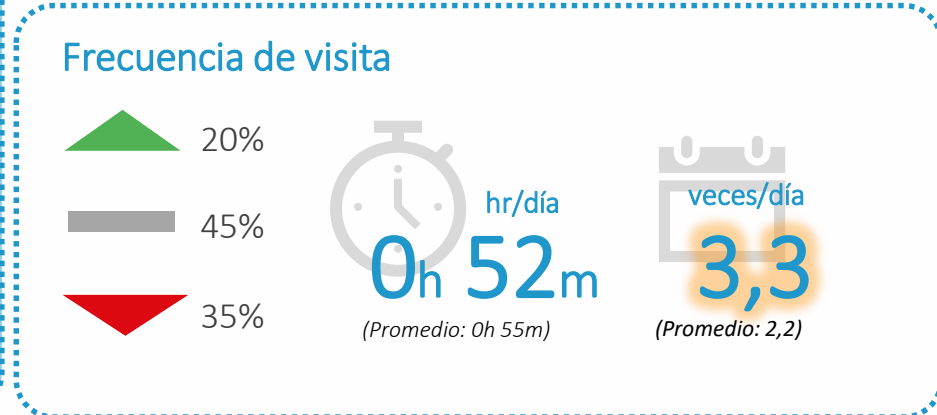 Frecuencia de visita
20%
45%
35%
hr/día
0h 52m
(Promedio: 0h 55m)
veces/día
3,3
(Promedio: 2,2)